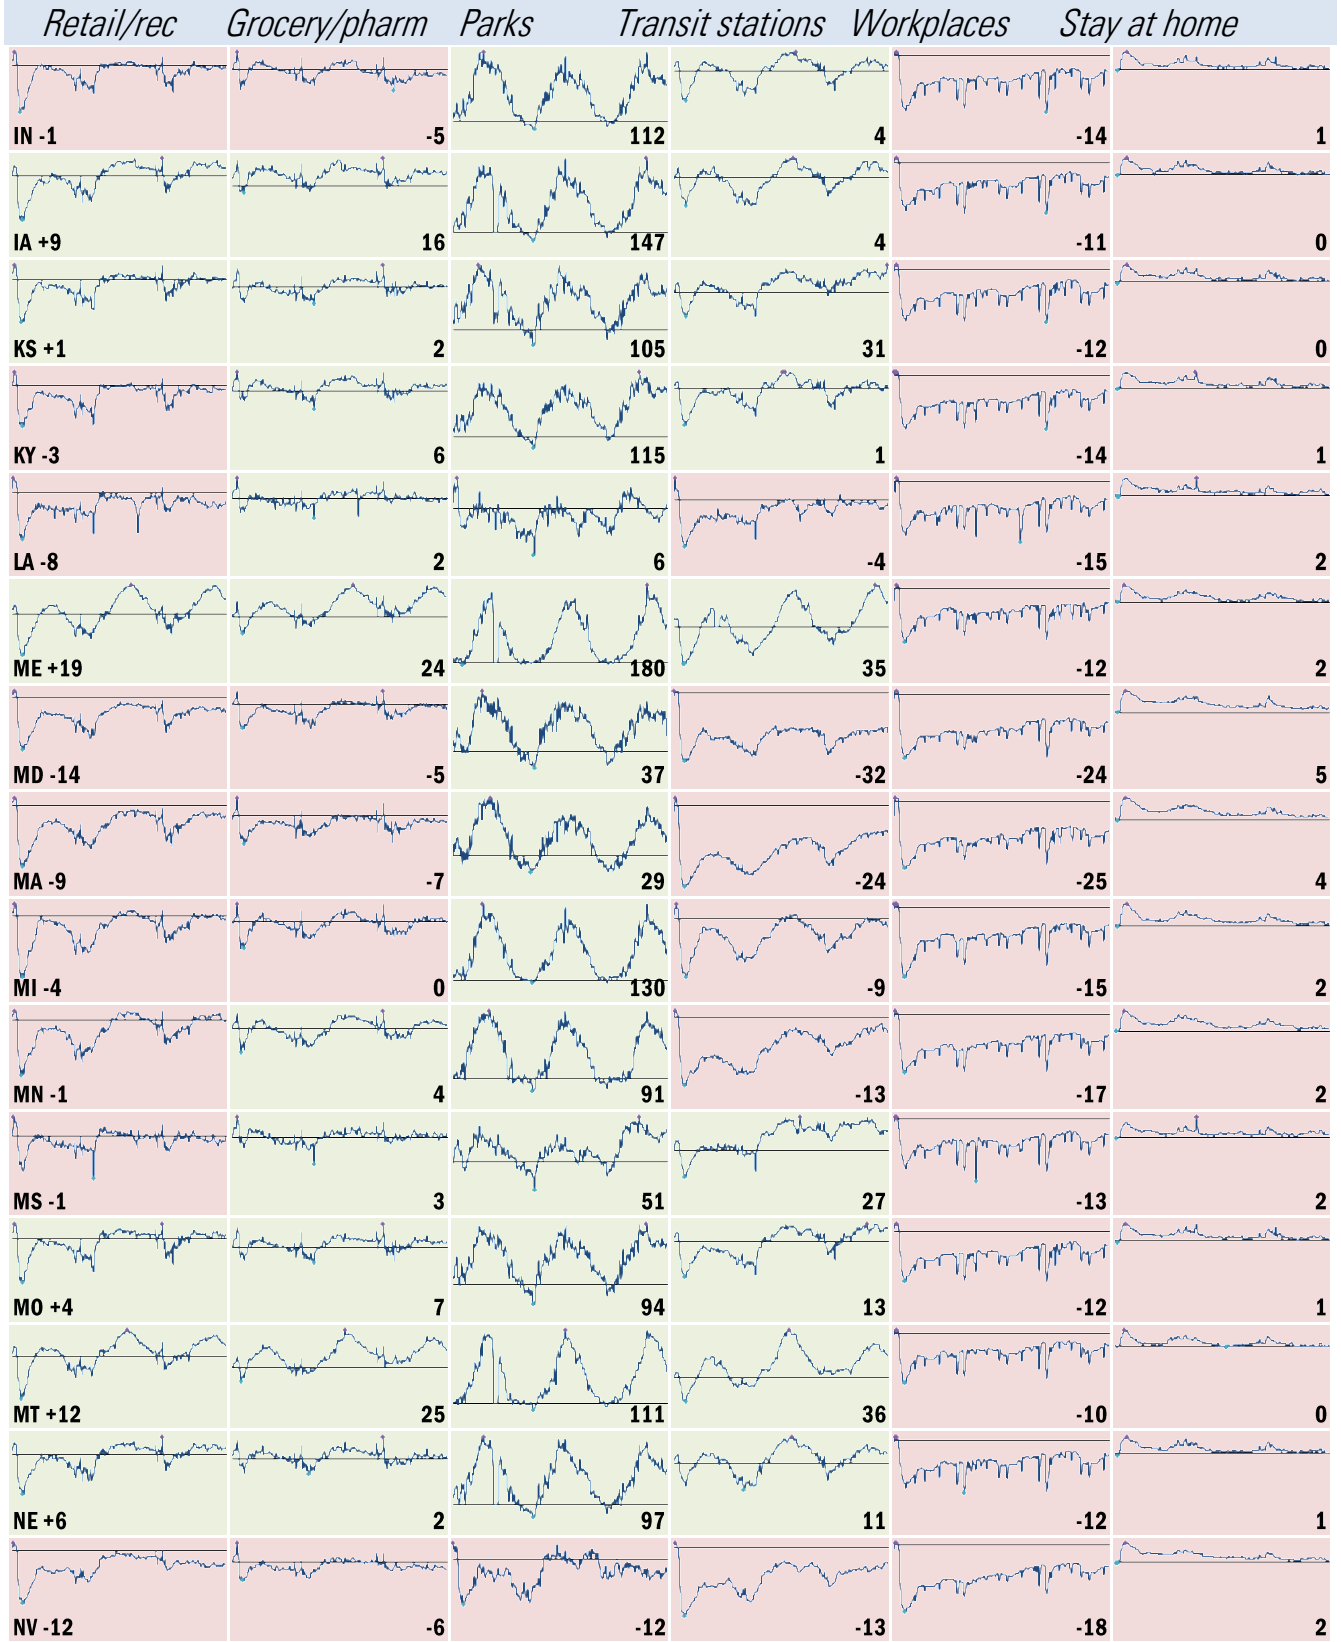 Retail/rec Grocery/pharm Parks Transit stations Workplaces Stay at home
IN -1 -5 112 4 -14 1
IA +9 16 147 4 -11 0
KS +1 2 105 31 -12 0
KY -3 6 115 1 -14 1
LA -8 2 6 -4 -15 2
ME +19 24 180 35 -12 2
MD -14 -5 37 -32 -24 5
MA -9 -7 29 -24 -25 4
MI -4 0 130 -9 -15 2
MN -1 4 91 -13 -17 2
MS -1 3 51 27 -13 2
MO +4 7 94 13 -12 1
MT +12 25 111 36 -10 0
NE +6 2 97 11 -12 1
NV -12 -6 -12 -13 -18 2